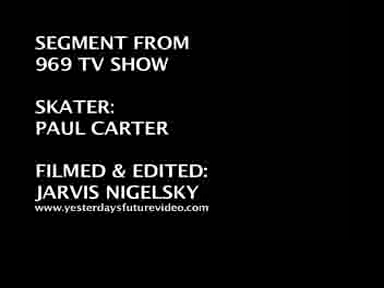 SEGMENT FROM
969 TV SHOW
SKATER:
PAUL CARTER
FILMED & EDITED:
JARVIS NIGELSKY
www.yesterdaysfuturevideo.com